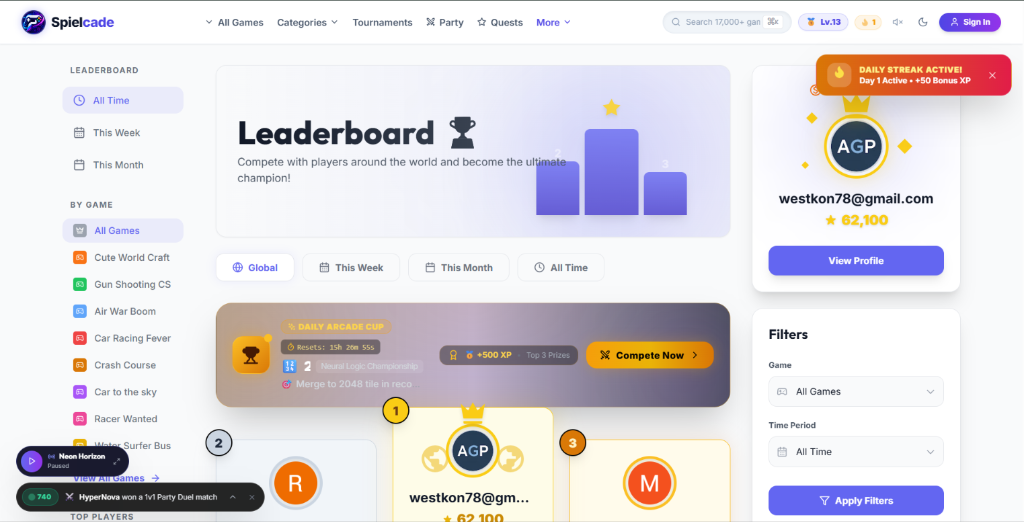 Spielcade
All Games
Categories
Tournaments
Party
Quests
More
Search 17,000+ gam
⌘K
Lv.13
1
Sign In
DAILY STREAK ACTIVE!
Day 1 Active • +50 Bonus XP
LEADERBOARD
All Time
This Week
This Month
BY GAME
All Games
Cute World Craft
Gun Shooting CS
Air War Boom
Car Racing Fever
Crash Course
Car to the sky
Racer Wanted
Water Surfer Bus
View All Games
TOP PLAYERS
Neon Horizon
Paused
740
HyperNova won a 1v1 Party Duel match
Leaderboard
Compete with players around the world and become the ultimate
champion!
2
3
Global
This Week
This Month
All Time
DAILY ARCADE CUP
Resets: 15h 26m 55s
2
Neural Logic Championship
Merge to 2048 tile in reco
+500 XP · Top 3 Prizes
Compete Now
1
2
3
R
AGP
M
westkon78@gm...
62,100
AGP
westkon78@gmail.com
62,100
View Profile
Filters
Game
All Games
Time Period
All Time
Apply Filters